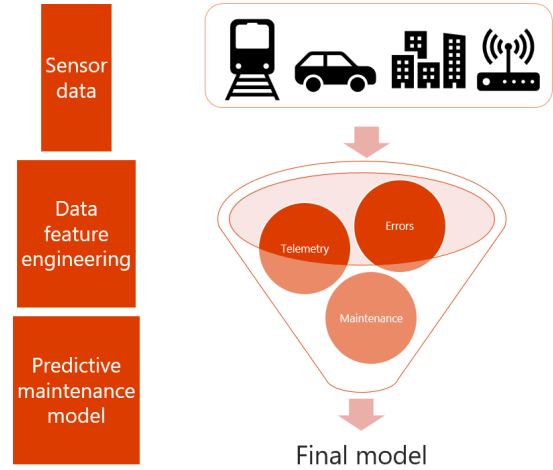 Sensor
data
Data
feature
engineering
Predictive
maintenance
model
Telemetry
Errors
Maintenance
Final model